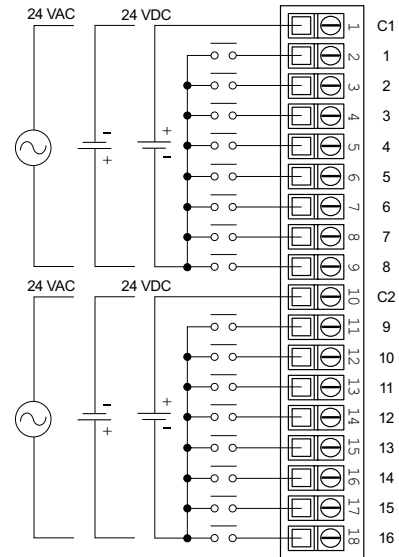 24 VAC 24 VDC
1 C1
2 1
3 2
4 3
5 4
6 5
7 6
8 7
9 8
- + + -
24 VAC 24 VDC
10 C2
11 9
12 10
13 11
14 12
15 13
16 14
17 15
18 16
- + + -